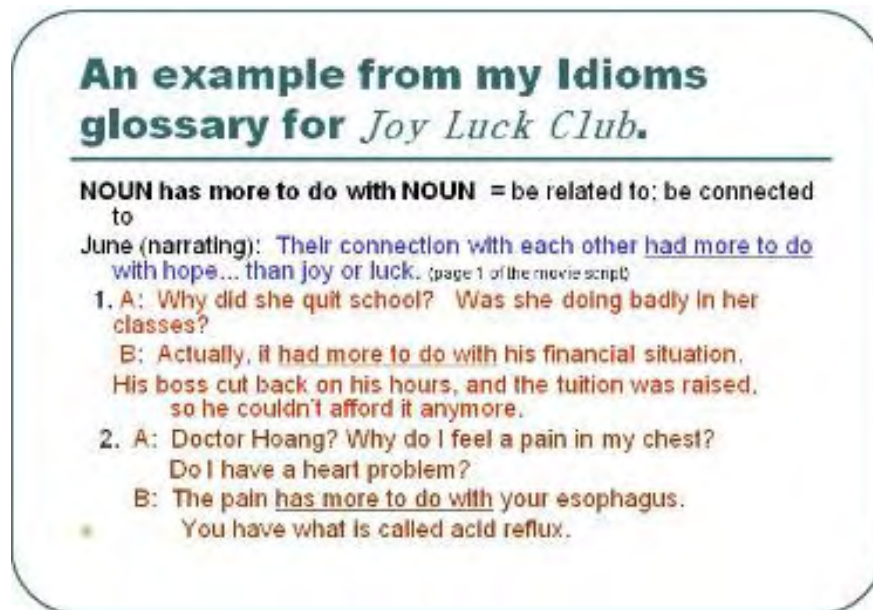 An example from my Idioms
glossary for Joy Luck Club.
NOUN has more to do with NOUN = be related to; be connected
to
June (narrating): Their connection with each other had more to do
with hope... than joy or luck. (page 1 of the movie script)
1. A: Why did she quit school? Was she doing badly in her
classes?
B: Actually, it had more to do with his financial situation.
His boss cut back on his hours, and the tuition was raised,
so he couldn't afford it anymore.
2. A: Doctor Hoang? Why do I feel a pain in my chest?
Do I have a heart problem?
B: The pain has more to do with your esophagus.
You have what is called acid reflux.